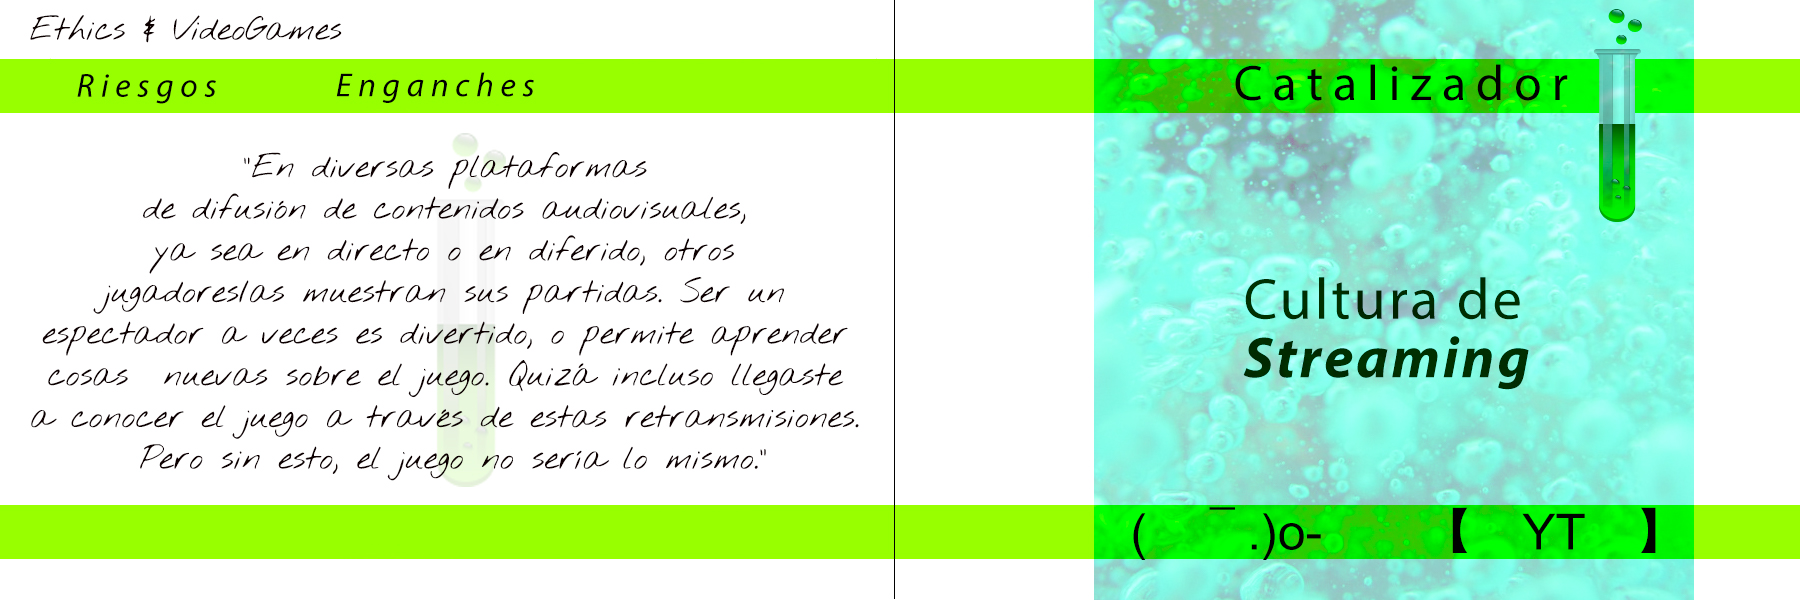 Ethics & VideoGames
Riesgos Enganches
"En diversas plataformas
de difusión de contenidos audiovisuales,
ya sea en directo o en diferido, otros
jugadoreslas muestran sus partidas. Ser un
espectador a veces es divertido, o permite aprender
cosas nuevas sobre el juego. Quizá incluso llegaste
a conocer el juego a través de estas retransmisiones.
Pero sin esto, el juego no sería lo mismo."
Catalizador
Cultura de
Streaming
( ¯ .)o- 【 YT 】